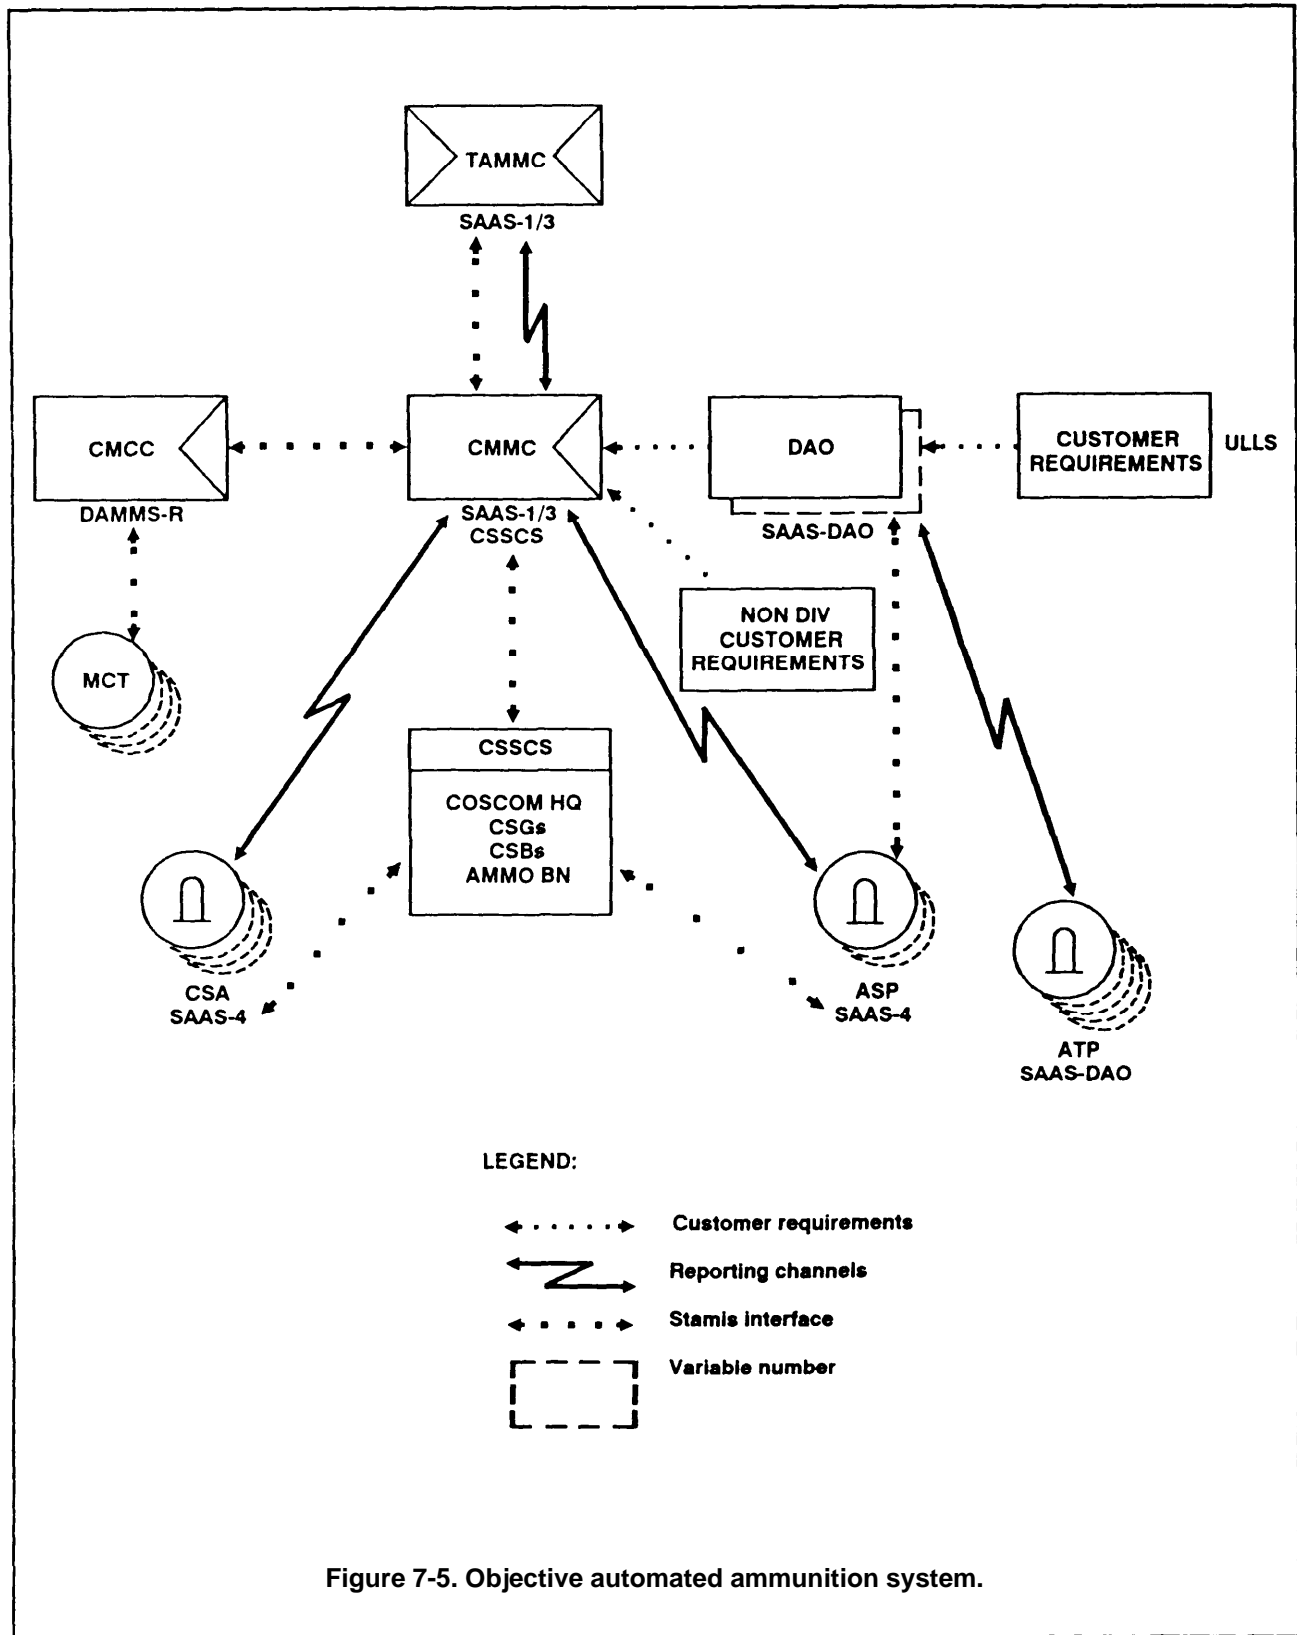 TAMMC
SAAS-1/3
CMCC
DAMMS-R
CMMC
SAAS-1/3
CSSCS
DAO
SAAS-DAO
CUSTOMER
REQUIREMENTS
ULLS
NON DIV
CUSTOMER
REQUIREMENTS
MCT
CSSCS
COSCOM HQ
CSGs
CSBs
AMMO BN
CSA
SAAS-4
ASP
SAAS-4
ATP
SAAS-DAO
LEGEND:
Customer requirements
Reporting channels
Stamis interface
Variable number
Figure 7-5. Objective automated ammunition system.